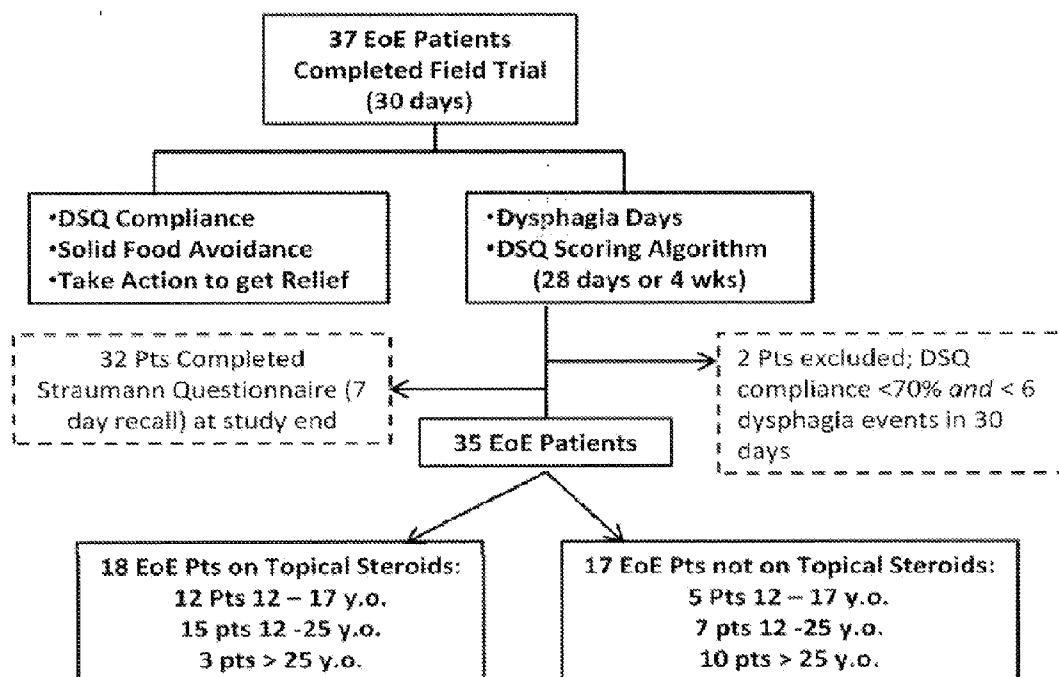 37 EoE Patients
Completed Field Trial
(30 days)
•DSQ Compliance
•Solid Food Avoidance
•Take Action to get Relief
•Dysphagia Days
•DSQ Scoring Algorithm
(28 days or 4 wks)
32 Pts Completed
Straumann Questionnaire (7
day recall) at study end
2 Pts excluded; DSQ
compliance <70% and < 6
dysphagia events in 30
days
35 EoE Patients
18 EoE Pts on Topical Steroids:
12 Pts 12 – 17 y.o.
15 pts 12 -25 y.o.
3 pts > 25 y.o.
17 EoE Pts not on Topical Steroids:
5 Pts 12 – 17 y.o.
7 pts 12 -25 y.o.
10 pts > 25 y.o.